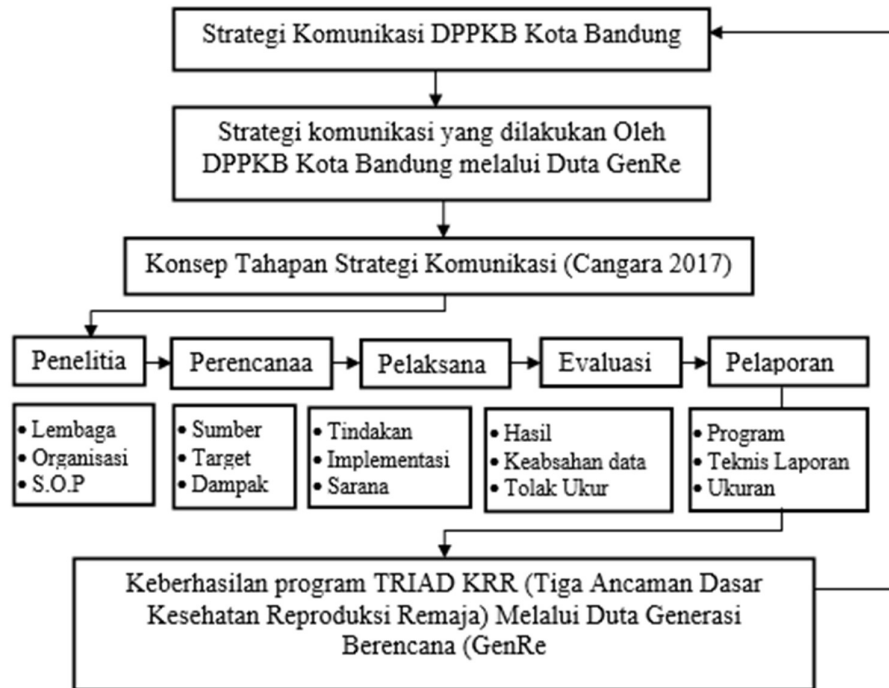 Strategi Komunikasi DPPKB Kota Bandung
Strategi komunikasi yang dilakukan Oleh
DPPKB Kota Bandung melalui Duta GenRe
Konsep Tahapan Strategi Komunikasi (Cangara 2017)
Penelitia
Perencanaa
Pelaksana
Evaluasi
Pelaporan
• Lembaga
• Organisasi
• S.O.P
• Sumber
• Target
• Dampak
• Tindakan
• Implementasi
• Sarana
• Hasil
• Keabsahan data
• Tolak Ukur
• Program
• Teknis Laporan
• Ukuran
Keberhasilan program TRIAD KRR (Tiga Ancaman Dasar
Kesehatan Reproduksi Remaja) Melalui Duta Generasi
Berencana (GenRe